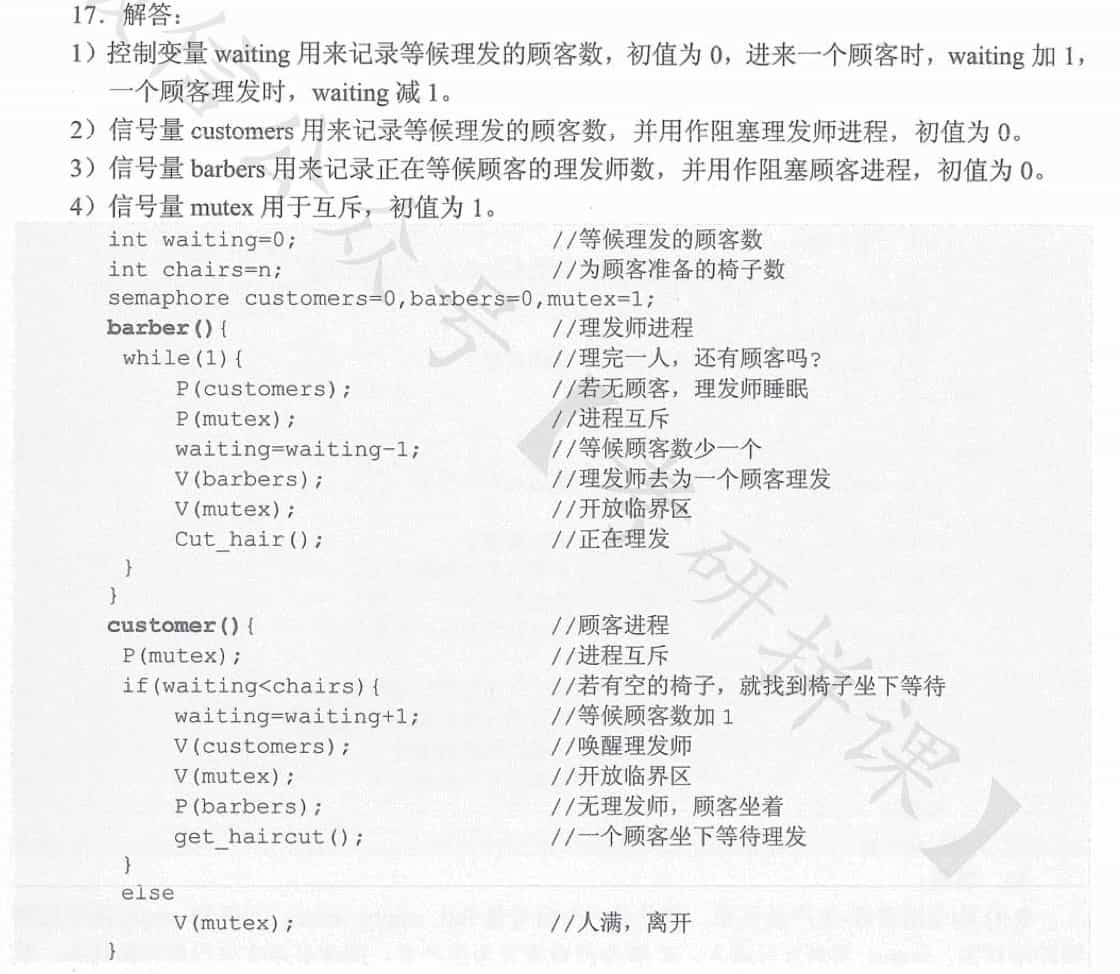 17．解答：
1）控制变量 waiting 用来记录等候理发的顾客数，初值为 0，进来一个顾客时，waiting 加 1，
一个顾客理发时，waiting 减 1。
2）信号量 customers 用来记录等候理发的顾客数，并用作阻塞理发师进程，初值为 0。
3）信号量 barbers 用来记录正在等候顾客的理发师数，并用作阻塞顾客进程，初值为 0。
4）信号量 mutex 用于互斥，初值为 1。
int waiting=0; //等候理发的顾客数
int chairs=n; //为顾客准备的椅子数
semaphore customers=0,barbers=0,mutex=1;
barber(){ //理发师进程
while(1){ //理完一人，还有顾客吗?
P(customers); //若无顾客，理发师睡眠
P(mutex); //进程互斥
waiting=waiting-1; //等候顾客数少一个
V(barbers); //理发师去为一个顾客理发
V(mutex); //开放临界区
Cut_hair(); //正在理发
}
}
customer(){ //顾客进程
P(mutex); //进程互斥
if(waiting<chairs){ //若有空的椅子，就找到椅子坐下等待
waiting=waiting+1; //等候顾客数加 1
V(customers); //唤醒理发师
V(mutex); //开放临界区
P(barbers); //无理发师，顾客坐着
get_haircut(); //一个顾客坐下等待理发
}
else
V(mutex); //人满，离开
}